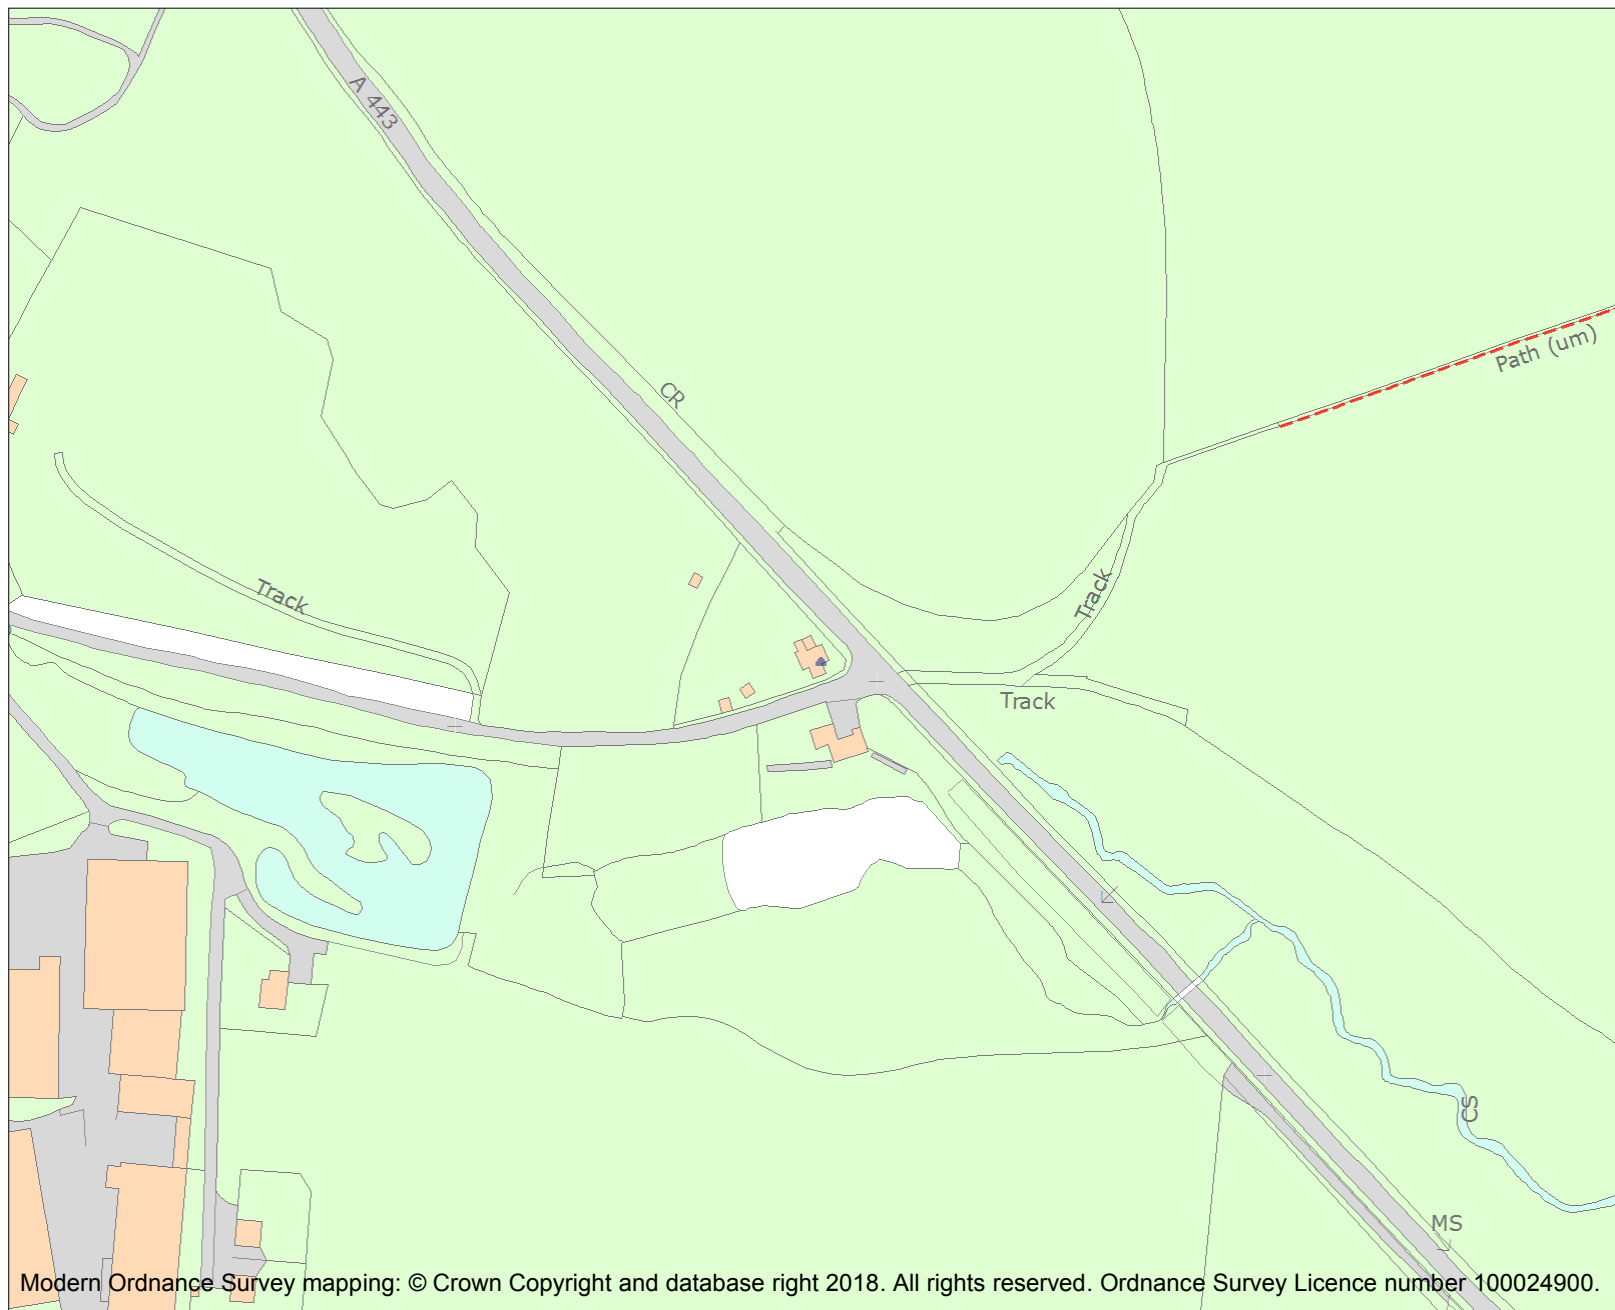 A 443
CR
Path (um)
Track
Track
Track
CS
MS
Modern Ordnance Survey mapping: © Crown Copyright and database right 2018. All rights reserved. Ordnance Survey Licence number 100024900.